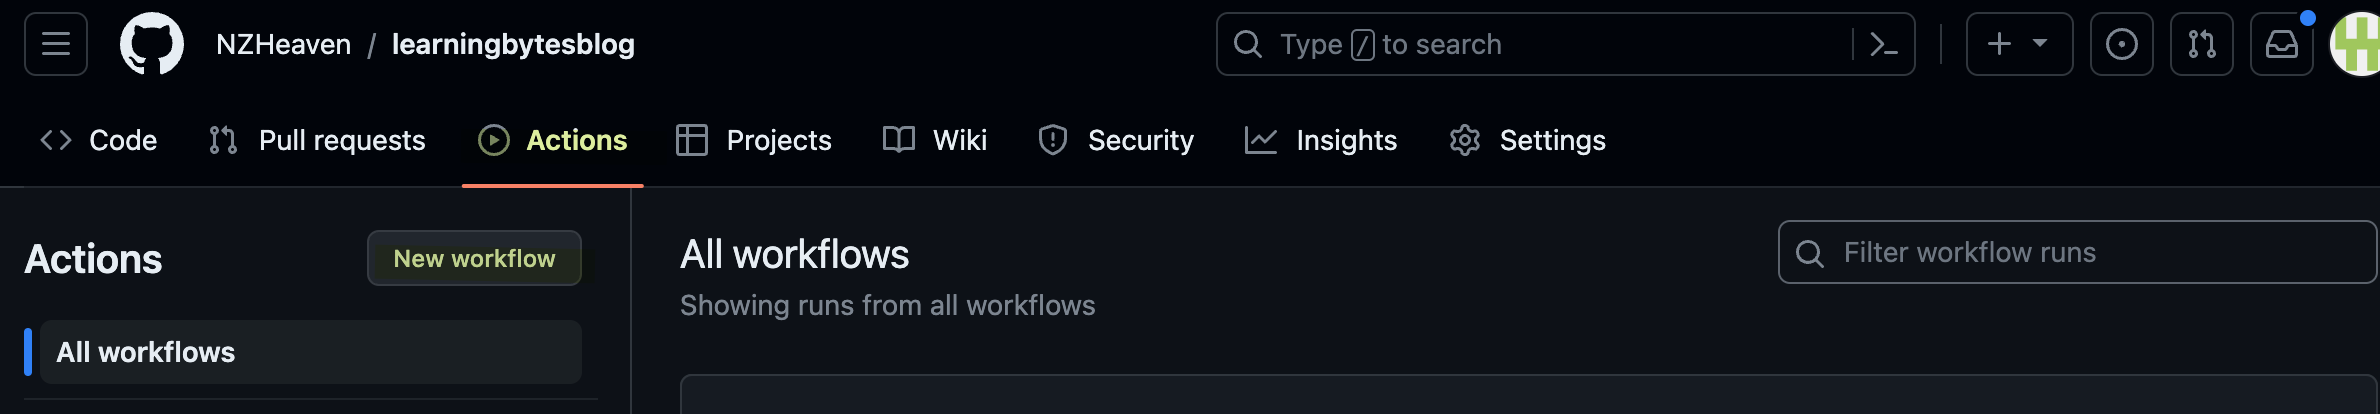 NZHeaven / learningbytesblog
Type / to search
Code
Pull requests
Actions
Projects
Wiki
Security
Insights
Settings
Actions
New workflow
All workflows
All workflows
Showing runs from all workflows
Filter workflow runs